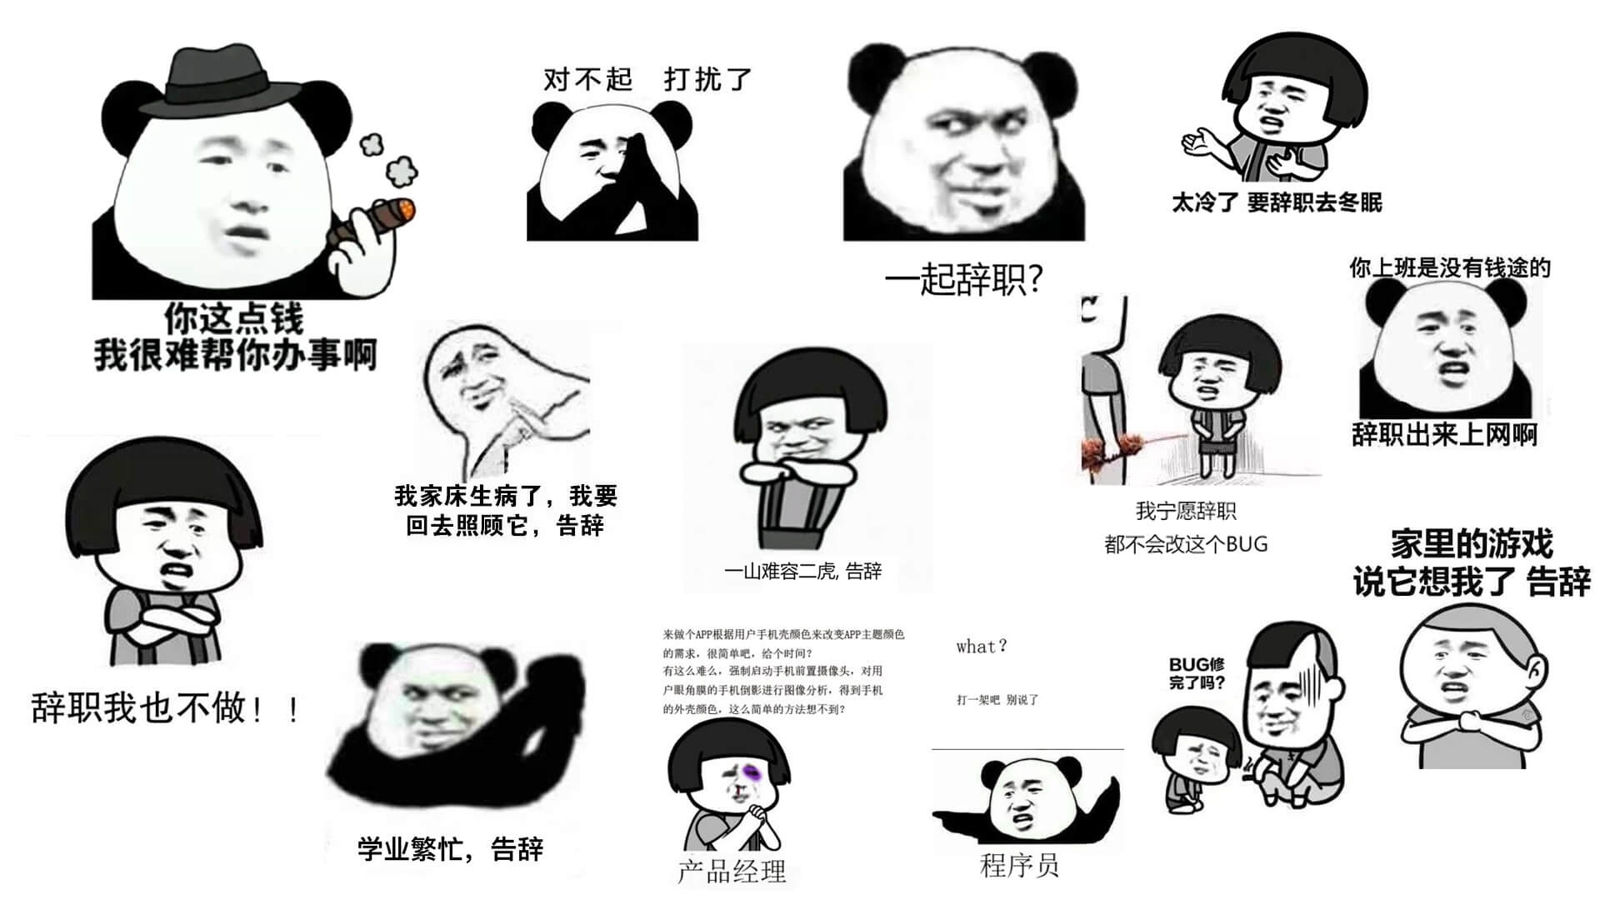 对不起 打扰了
太冷了 要辞职去冬眠
一起辞职?
你上班是没有钱途的
辞职出来上网啊
你这点钱
我很难帮你办事啊
我家床生病了，我要
回去照顾它，告辞
一山难容二虎, 告辞
我宁愿辞职
都不会改这个BUG
家里的游戏
说它想我了 告辞
辞职我也不做！！
学业繁忙，告辞
来做个APP根据用户手机壳颜色来改变APP主题颜色
的需求，很简单吧，给个时间?
有这么难么，强制启动手机前置摄像头，对用
户眼角膜的手机倒影进行图像分析，得到手机
的外壳颜色，这么简单的方法想不到?
产品经理
what?
打一架吧 别说了
程序员
BUG修
完了吗?